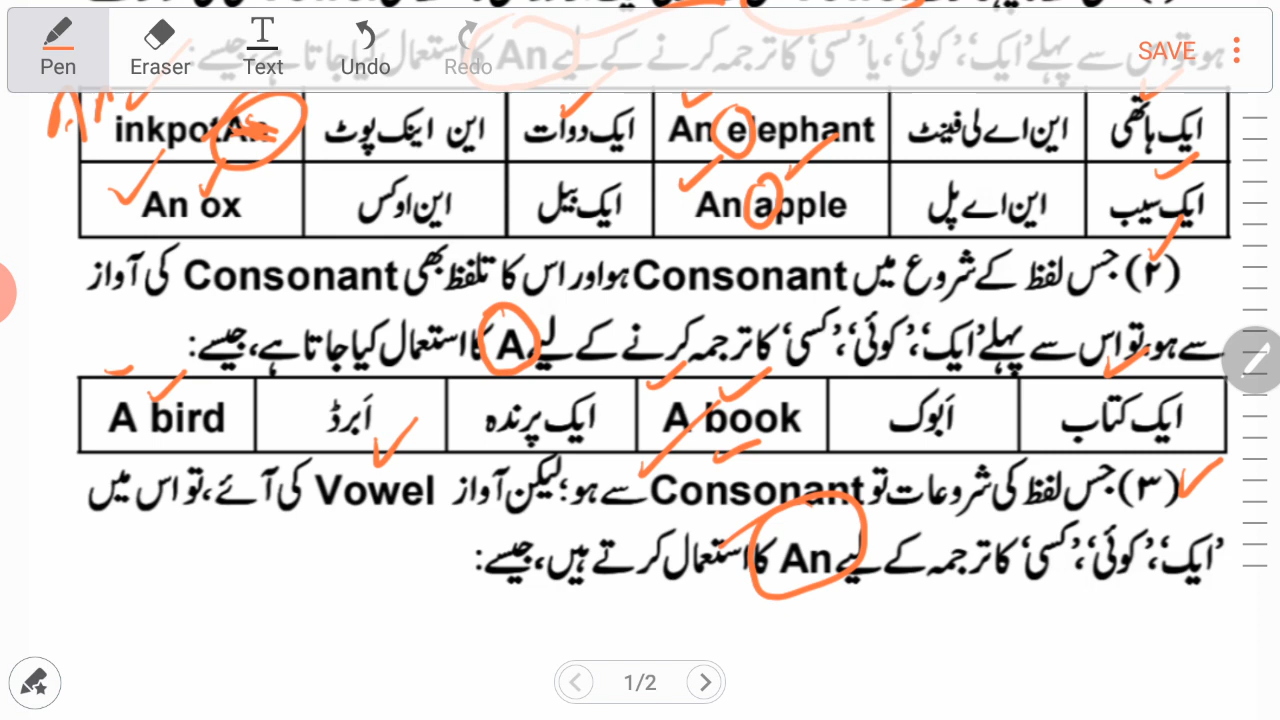 Pen Eraser Text Undo Redo SAVE
ہو، تو اس سے پہلے ’ایک‘، ’کوئی‘، یا ’کسی‘ کا ترجمہ کرنے کے لیے An کا استعمال کیا جاتا ہے، جیسے:
ایک ہاتھی این اے لی فینٹ An elephant ایک دوات این اینک پوٹ inkpotAn An
ایک سیب این اے پل An apple ایک بیل این اوکس An ox
(۲) جس لفظ کے شروع میں Consonant ہو اور اس کا تلفظ بھی Consonant کی آواز
سے ہو، تو اس سے پہلے ’ایک‘، ’کوئی‘، ’کسی‘ کا ترجمہ کرنے کے لیے A کا استعمال کیا جاتا ہے، جیسے:
ایک کتاب اَبوک A book ایک پرندہ اَبرڈ A bird
(۳) جس لفظ کی شروعات تو Consonant سے ہو؛ لیکن آواز Vowel کی آئے، تو اس میں
’ایک‘، ’کوئی‘، ’کسی‘ کا ترجمہ کے لیے An کا استعمال کرتے ہیں، جیسے:
1/2